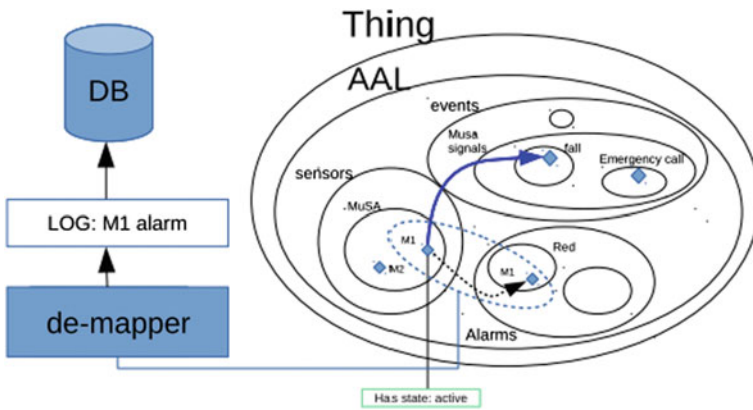 Thing
AAL
DB
events
Musa
signals
fall
Emergency call
sensors
MuSA
LOG: M1 alarm
M1
M2
Red
M1
de-mapper
Alarms
Has state: active